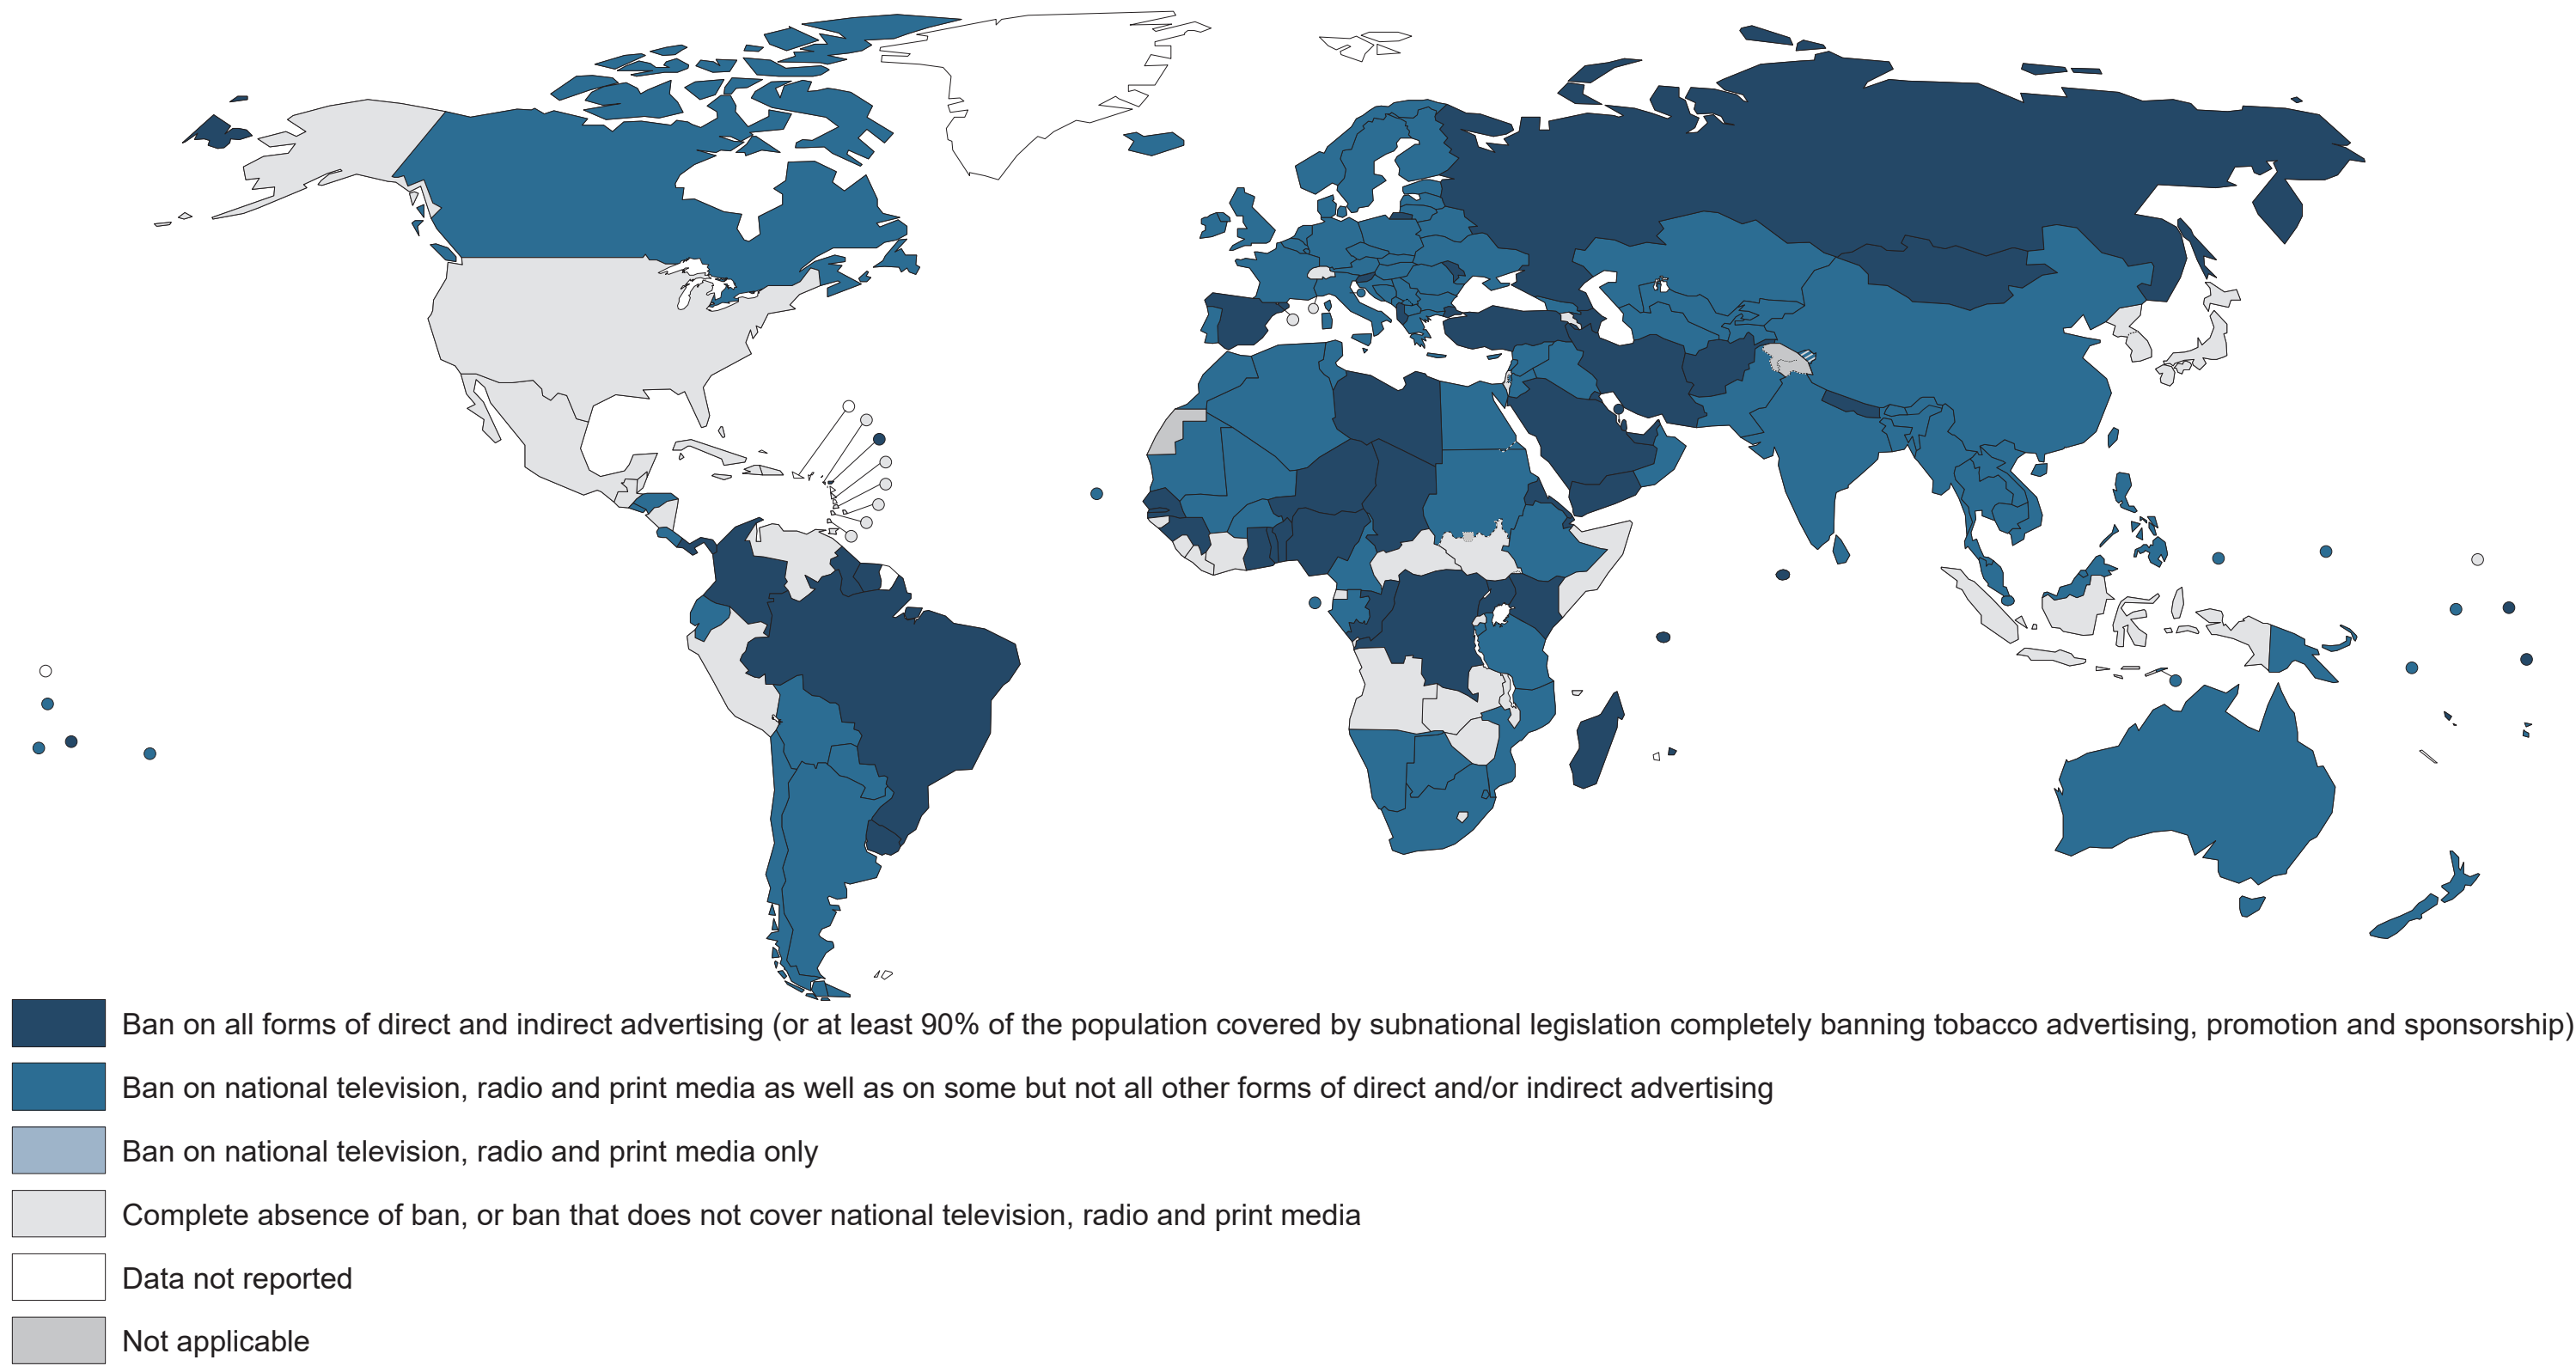 Ban on all forms of direct and indirect advertising (or at least 90% of the population covered by subnational legislation completely banning tobacco advertising, promotion and sponsorship)
Ban on national television, radio and print media as well as on some but not all other forms of direct and/or indirect advertising
Ban on national television, radio and print media only
Complete absence of ban, or ban that does not cover national television, radio and print media
Data not reported
Not applicable